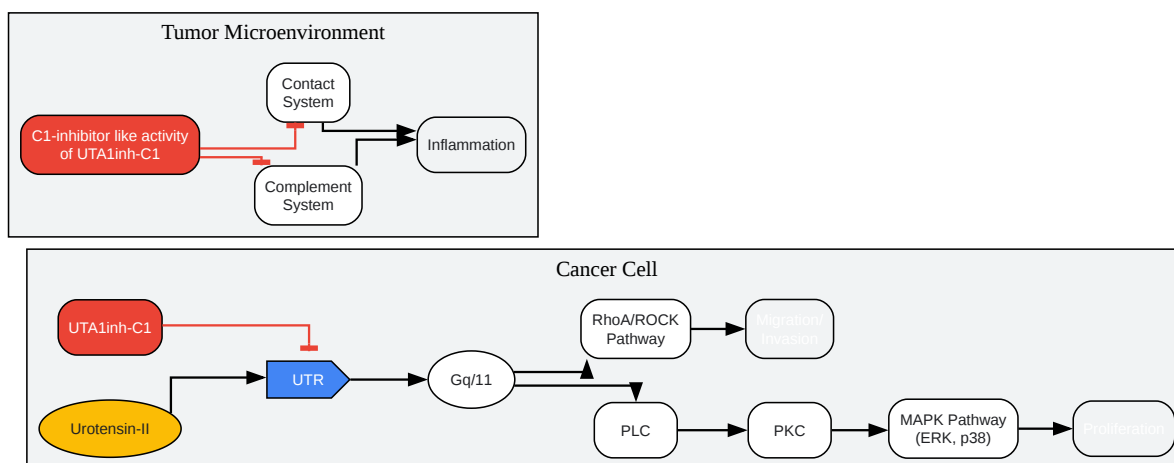 Tumor Microenvironment
Contact
System
C1-inhibitor like activity
of UTA1inh-C1
Inflammation
Complement
System
Cancer Cell
UTA1inh-C1
RhoA/ROCK
Pathway
Migration/
Invasion
UTR
Gq/11
Urotensin-II
PLC
PKC
MAPK Pathway
(ERK, p38)
Proliferation